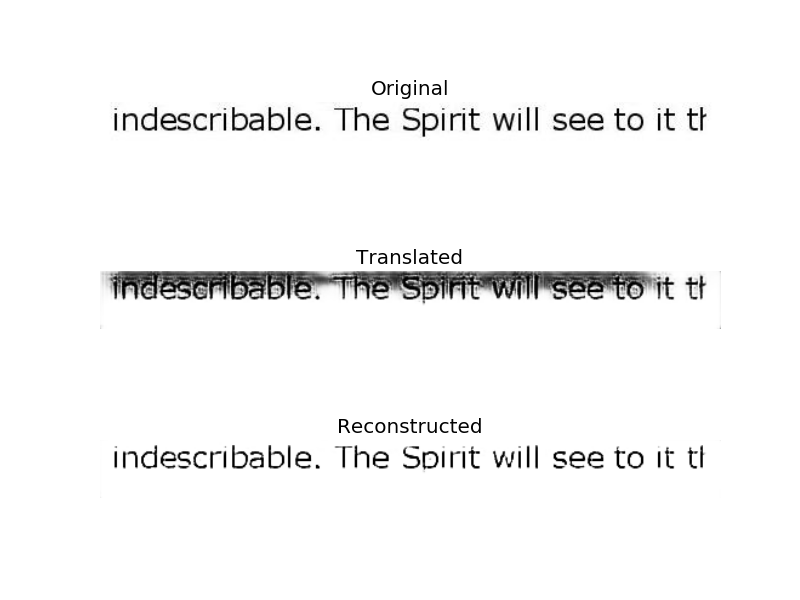 Original
indescribable. The Spirit will see to it th
Translated
indescribable. The Spirit will see to it th
Reconstructed
indescribable. The Spirit will see to it th